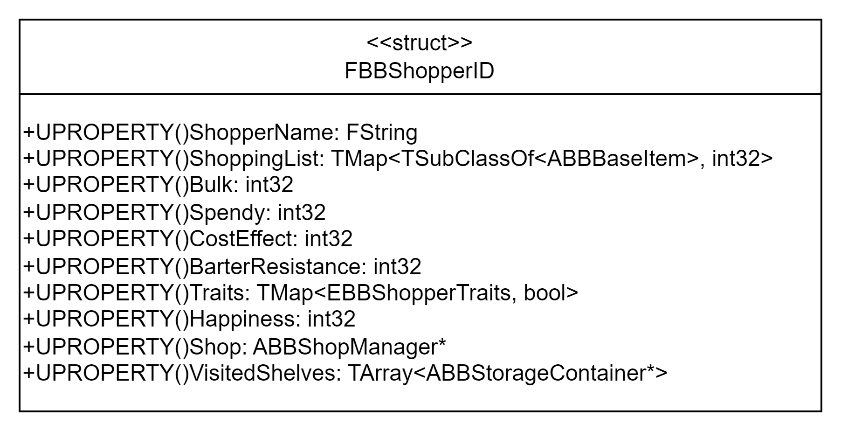 <<struct>>
FBBShopperID
+UPROPERTY()ShopperName: FString
+UPROPERTY()ShoppingList: TMap<TSubClassOf<ABBBaseItem>, int32>
+UPROPERTY()Bulk: int32
+UPROPERTY()Spendy: int32
+UPROPERTY()CostEffect: int32
+UPROPERTY()BarterResistance: int32
+UPROPERTY()Traits: TMap<EBBShopperTraits, bool>
+UPROPERTY()Happiness: int32
+UPROPERTY()Shop: ABBShopManager*
+UPROPERTY()VisitedShelves: TArray<ABBStorageContainer*>